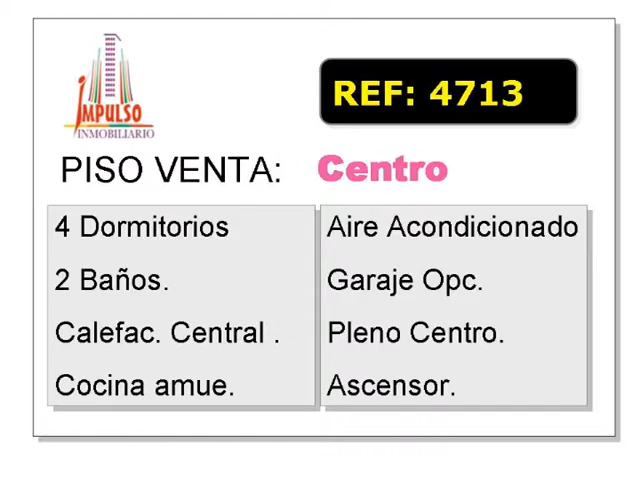 IMPULSO
INMOBILIARIO
REF: 4713
PISO VENTA: Centro
4 Dormitorios
2 Baños.
Calefac. Central .
Cocina amue.
Aire Acondicionado
Garaje Opc.
Pleno Centro.
Ascensor.